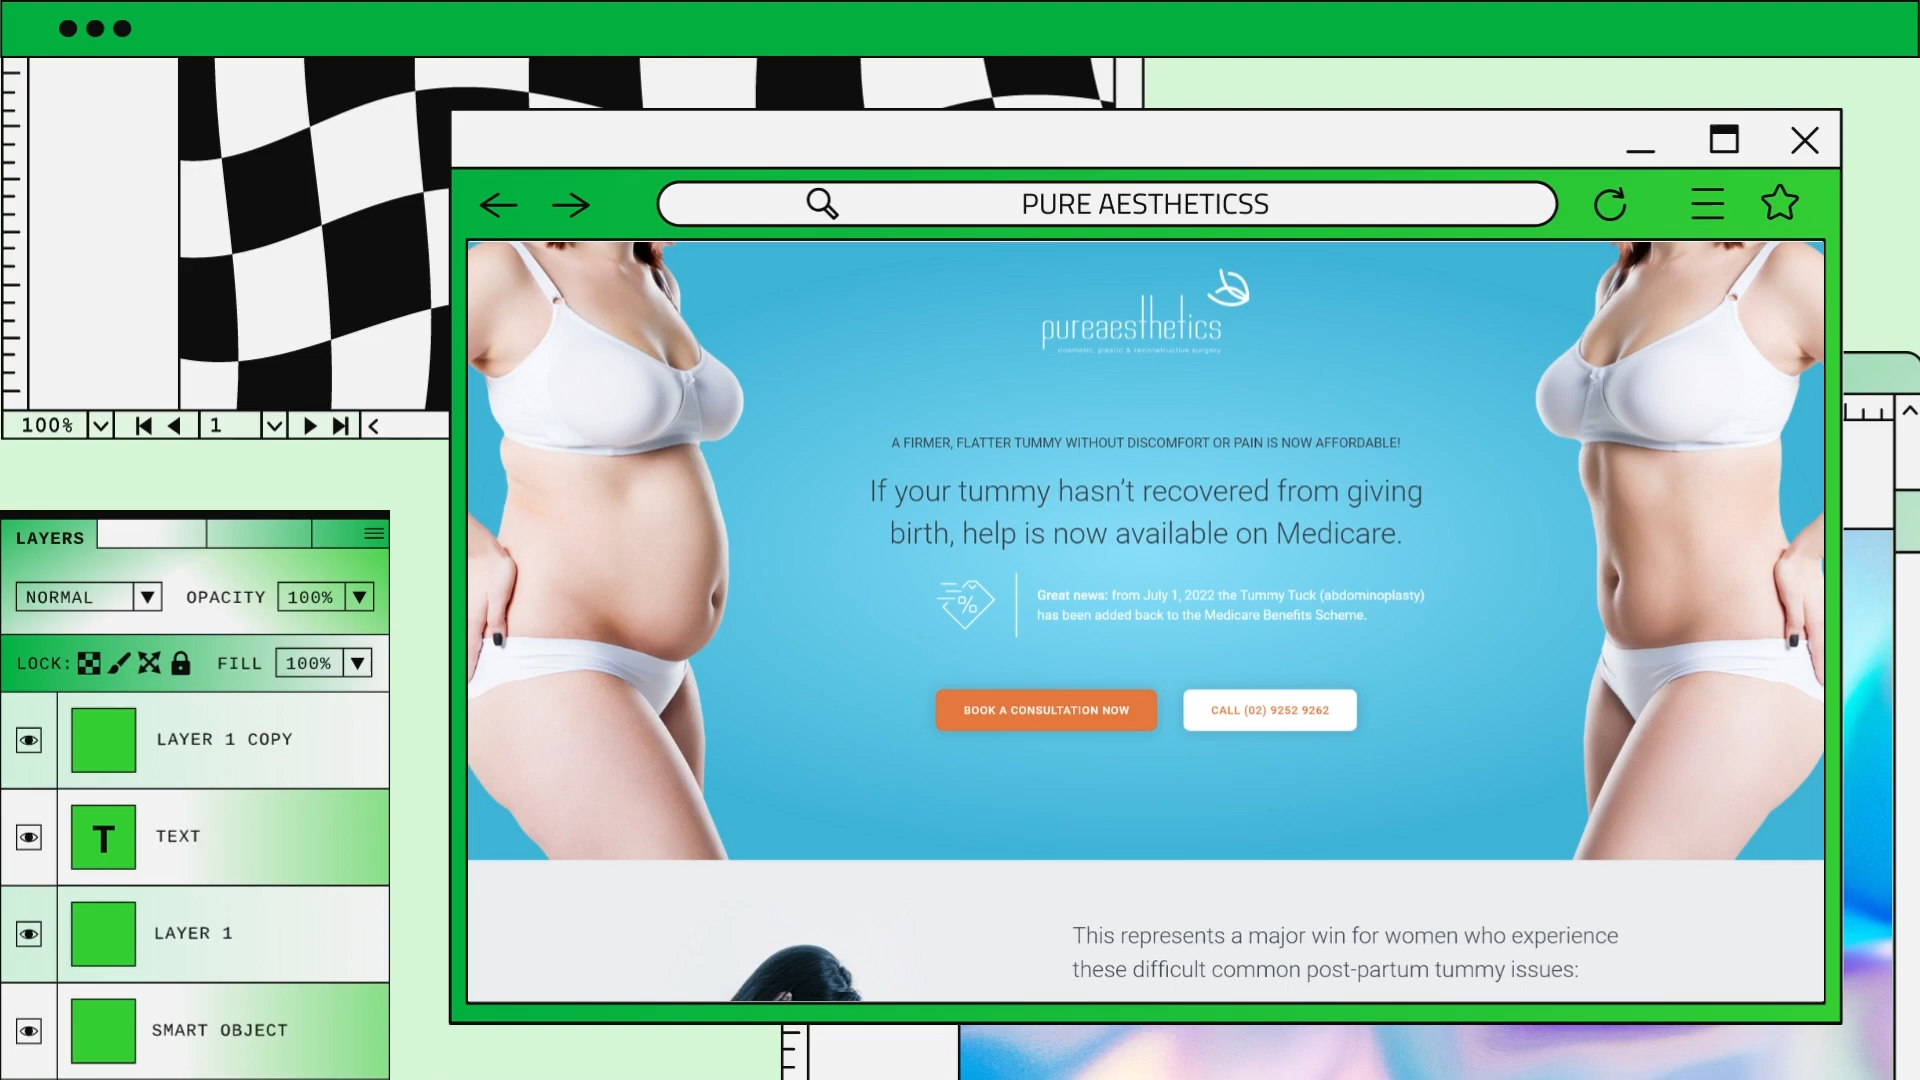 PURE AESTHETICSS
pureaesthetics
cosmetic, plastic & reconstructive surgery
A FIRMER, FLATTER TUMMY WITHOUT DISCOMFORT OR PAIN IS NOW AFFORDABLE!
If your tummy hasn't recovered from giving
birth, help is now available on Medicare.
%
Great news: from July 1, 2022 the Tummy Tuck (abdominoplasty)
has been added back to the Medicare Benefits Scheme.
BOOK A CONSULTATION NOW
CALL (02) 9252 9262
This represents a major win for women who experience
these difficult common post-partum tummy issues:
100%
1
LAYERS
NORMAL
OPACITY 100%
LOCK:
FILL 100%
LAYER 1 COPY
T TEXT
LAYER 1
SMART OBJECT